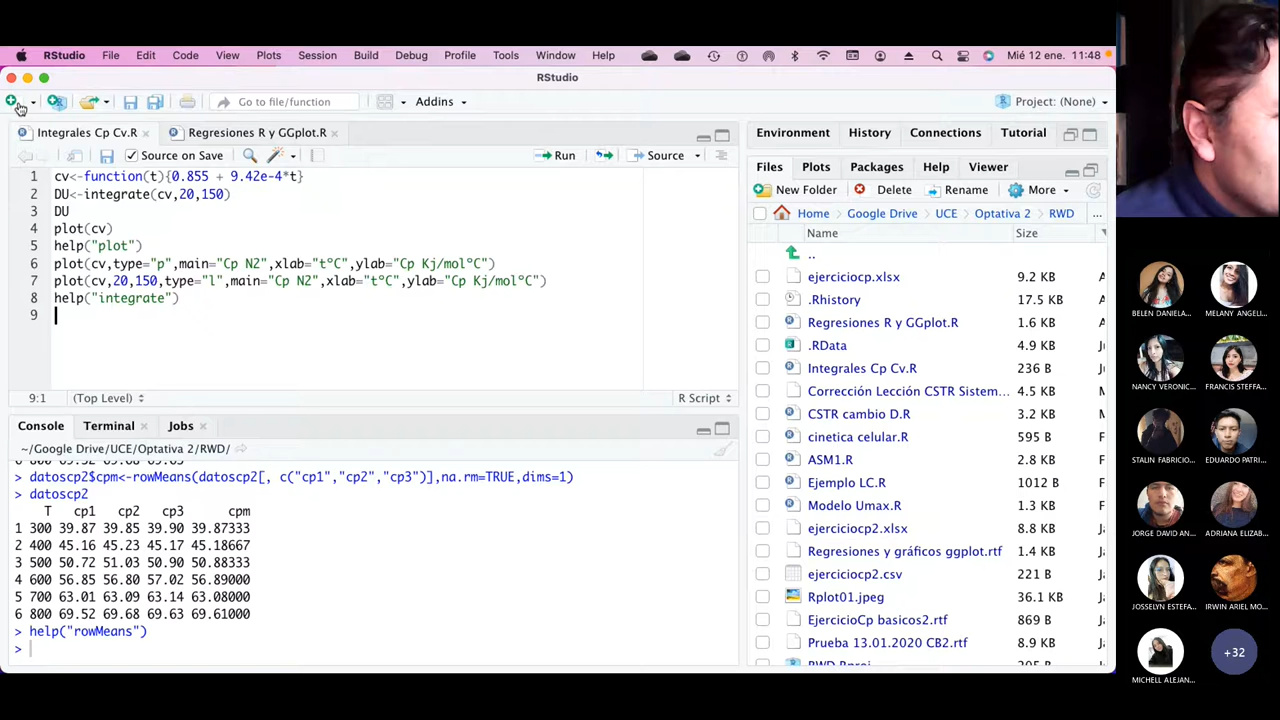 RStudio File Edit Code View Plots Session Build Debug Profile Tools Window Help Mié 12 ene. 11:48
RStudio
Go to file/function Addins Project: (None)
Integrales Cp Cv.R Regresiones R y GGplot.R
Source on Save Run Source
1 cv<-function(t){0.855 + 9.42e-4*t}
2 DU<-integrate(cv,20,150)
3 DU
4 plot(cv)
5 help("plot")
6 plot(cv,type="p",main="Cp N2",xlab="t°C",ylab="Cp Kj/mol°C")
7 plot(cv,20,150,type="l",main="Cp N2",xlab="t°C",ylab="Cp Kj/mol°C")
8 help("integrate")
9
9:1 (Top Level) R Script
Console Terminal Jobs
~/Google Drive/UCE/Optativa 2/RWD/
> datoscp2$cpm<-rowMeans(datoscp2[, c("cp1","cp2","cp3")],na.rm=TRUE,dims=1)
> datoscp2
T cp1 cp2 cp3 cpm
1 300 39.87 39.85 39.90 39.87333
2 400 45.16 45.23 45.17 45.18667
3 500 50.72 51.03 50.90 50.88333
4 600 56.85 56.80 57.02 56.89000
5 700 63.01 63.09 63.14 63.08000
6 800 69.52 69.68 69.63 69.61000
> help("rowMeans")
>
Environment History Connections Tutorial
Files Plots Packages Help Viewer
New Folder Delete Rename More
Home Google Drive UCE Optativa 2 RWD ...
Name Size
..
ejerciciocp.xlsx 9.2 KB
.Rhistory 17.5 KB
Regresiones R y GGplot.R 1.6 KB
.RData 4.9 KB
Integrales Cp Cv.R 236 B
Corrección Lección CSTR Sistem... 4.5 KB
CSTR cambio D.R 3.2 KB
cinetica celular.R 595 B
ASM1.R 2.8 KB
Ejemplo LC.R 1012 B
Modelo Umax.R
ejerciciocp2.xlsx 8.8 KB
Regresiones y gráficos ggplot.rtf 1.4 KB
ejerciciocp2.csv 221 B
Rplot01.jpeg 36.1 KB
EjercicioCp basicos2.rtf 869 B
Prueba 13.01.2020 CB2.rtf 8.9 KB
RWD.Rproj 205 B
BELEN DANIELA... MELANY ANGELI...
NANCY VERONIC... FRANCIS STEFFA...
STALIN FABRICIO... EDUARDO PATRI...
JORGE DAVID AN... ADRIANA ELIZAB...
JOSSELYN ESTEFA... IRWIN ARIEL MO...
MICHELL ALEJAN... +32